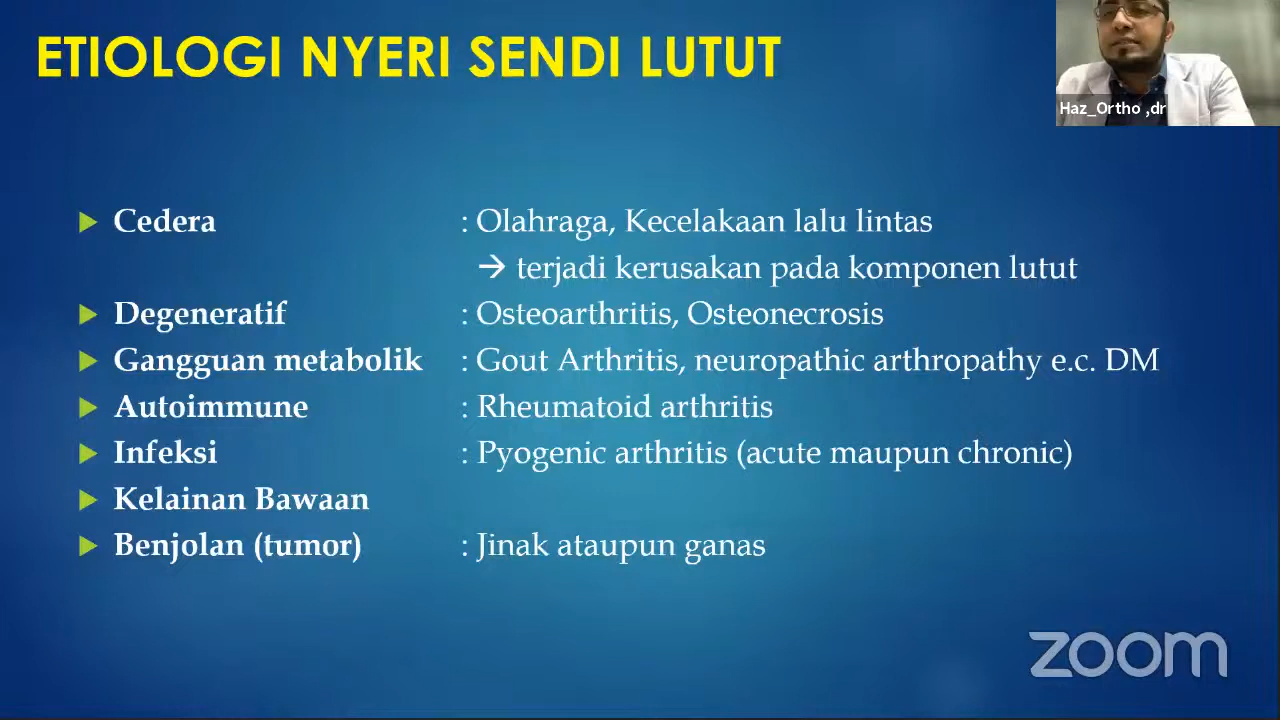 ETIOLOGI NYERI SENDI LUTUT
Haz_Ortho ,dr
Cedera : Olahraga, Kecelakaan lalu lintas
→ terjadi kerusakan pada komponen lutut
Degeneratif : Osteoarthritis, Osteonecrosis
Gangguan metabolik : Gout Arthritis, neuropathic arthropathy e.c. DM
Autoimmune : Rheumatoid arthritis
Infeksi : Pyogenic arthritis (acute maupun chronic)
Kelainan Bawaan
Benjolan (tumor) : Jinak ataupun ganas
zoom